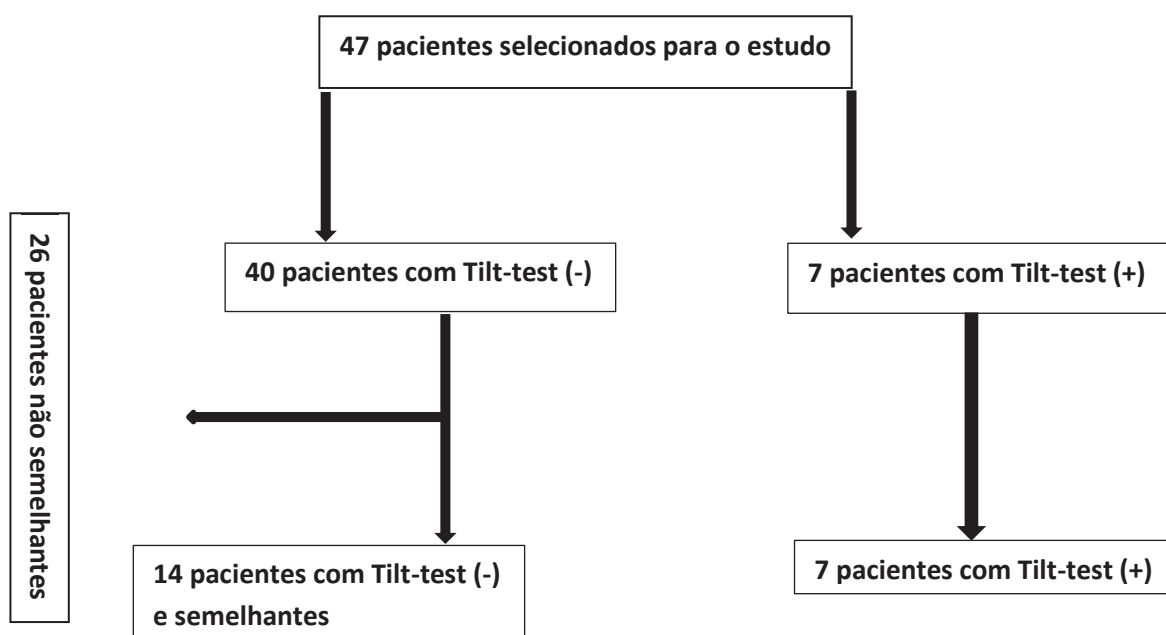 47 pacientes selecionados para o estudo
40 pacientes com Tilt-test (-)
7 pacientes com Tilt-test (+)
26 pacientes não semelhantes
14 pacientes com Tilt-test (-)
e semelhantes
7 pacientes com Tilt-test (+)